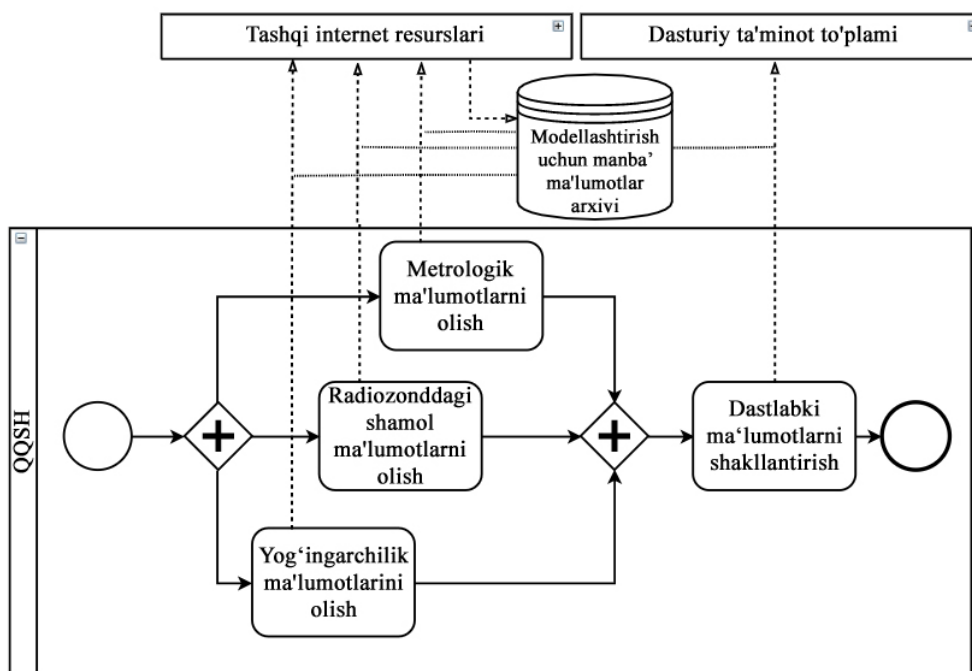 Tashqi internet resurslari
Dasturiy ta'minot to'plami
Modellashtirish
uchun manba’
ma'lumotlar
arxivi
QQSH
Metrologik
ma'lumotlarni
olish
Radiozonddagi
shamol
ma'lumotlarni
olish
Dastlabki
ma‘lumotlarni
shakllantirish
Yog‘ingarchilik
ma'lumotlarini
olish